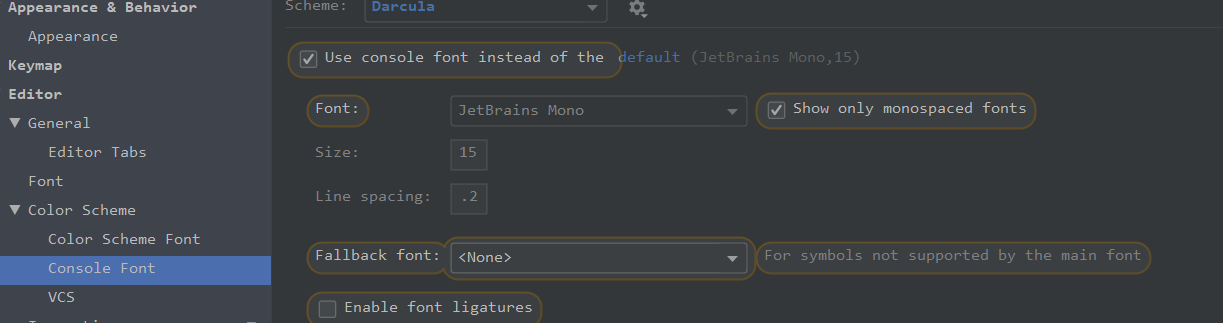 Appearance & Behavior
Appearance
Keymap
Editor
General
Editor Tabs
Font
Color Scheme
Color Scheme Font
Console Font
VCS
Scheme: Darcula
Use console font instead of the default (JetBrains Mono,15)
Font: JetBrains Mono Show only monospaced fonts
Size: 15
Line spacing: .2
Fallback font: <None> For symbols not supported by the main font
Enable font ligatures